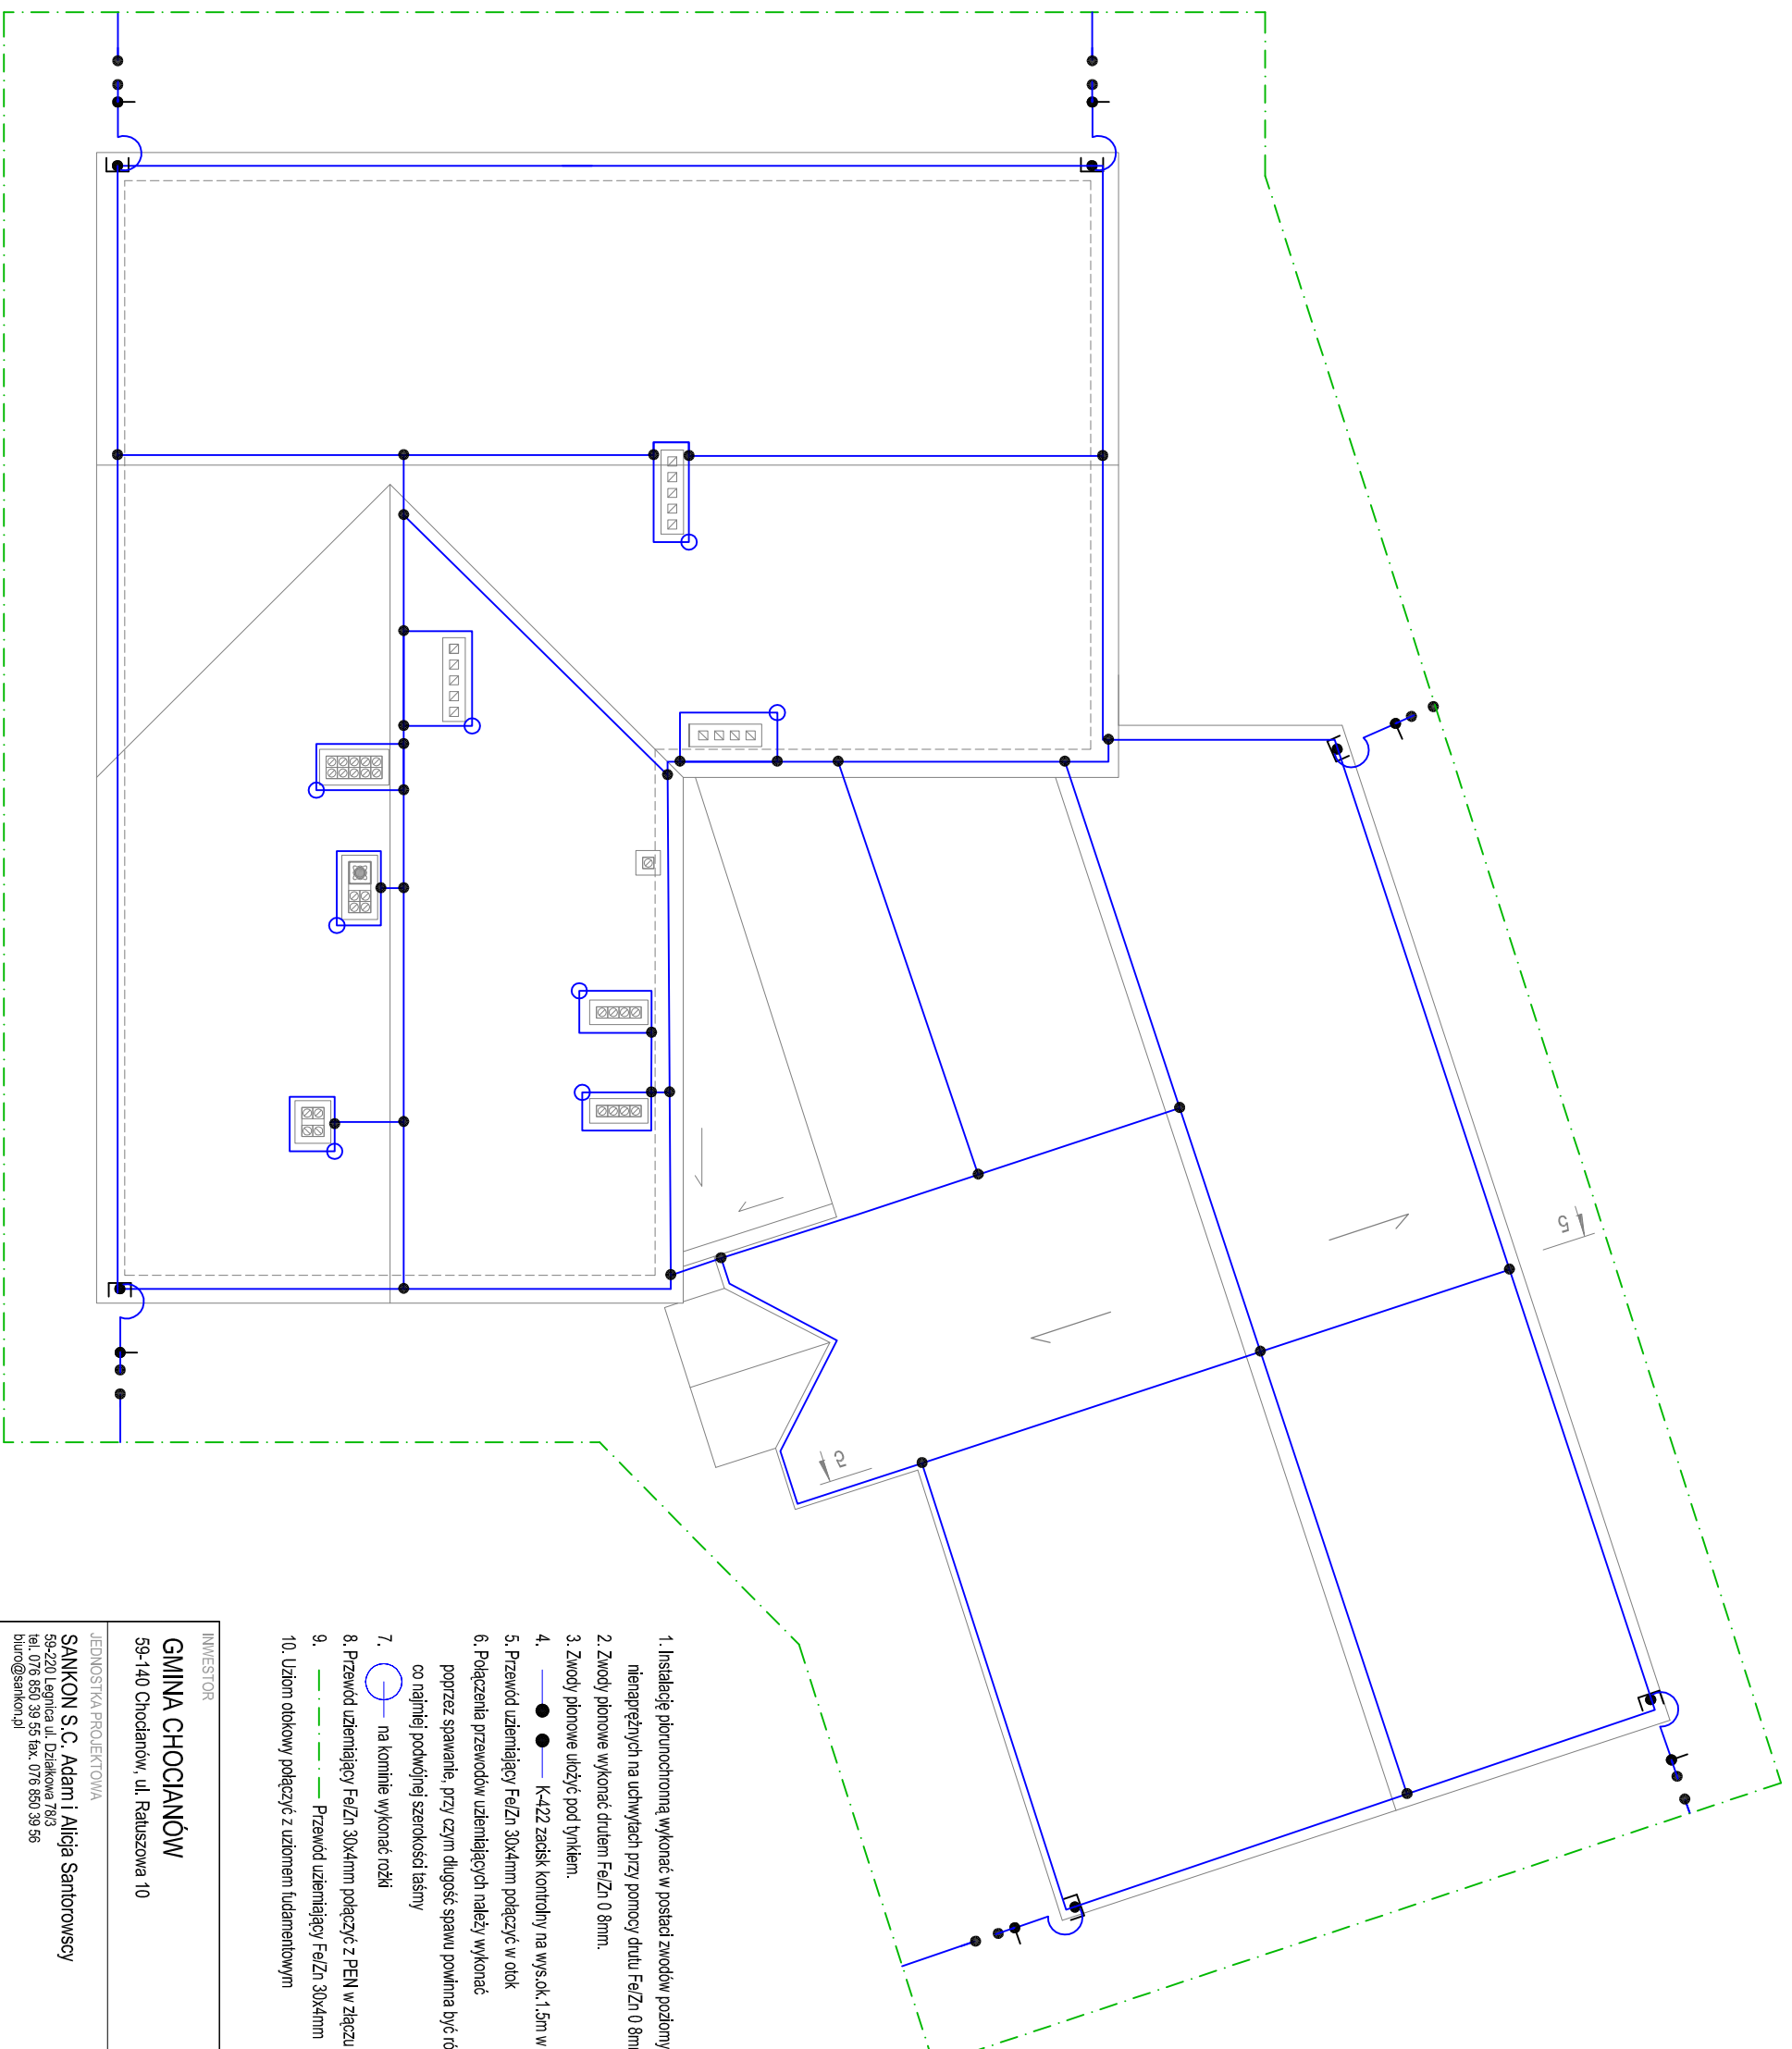 1. Instalację piorunochronną wykonać w postaci zwodów poziomy
nienaprężnych na uchwytach przy pomocy drutu Fe/Zn 0 8m
2. Zwody pionowe wykonać drutem Fe/Zn 0 8mm.
3. Zwody pionowe ułożyć pod tynkiem.
4. K-422 zacisk kontrolny na wys.ok.1.5m w
5. Przewód uziemiający Fe/Zn 30x4mm połączyć w otok
6. Połączenia przewodów uziemiających należy wykonać
poprzez spawanie, przy czym długość spawu powinna być ró
co najmniej podwójnej szerokości taśmy
7. na kominie wykonać rożki
8. Przewód uziemiający Fe/Zn 30x4mm połączyć z PEN w złączu
9. Przewód uziemiający Fe/Zn 30x4mm
10. Uziom otokowy połączyć z uziomem fudamentowym
INWESTOR
GMINA CHOCIANÓW
59-140 Chocianów, ul. Ratuszowa 10
JEDNOSTKA PROJEKTOWA
SANKON S.C. Adam i Alicja Santorowscy
59-220 Legnica ul. Działkowa 78/3
tel. 076 850 39 55 fax. 076 850 39 56
biuro@sankon.pl
5
5